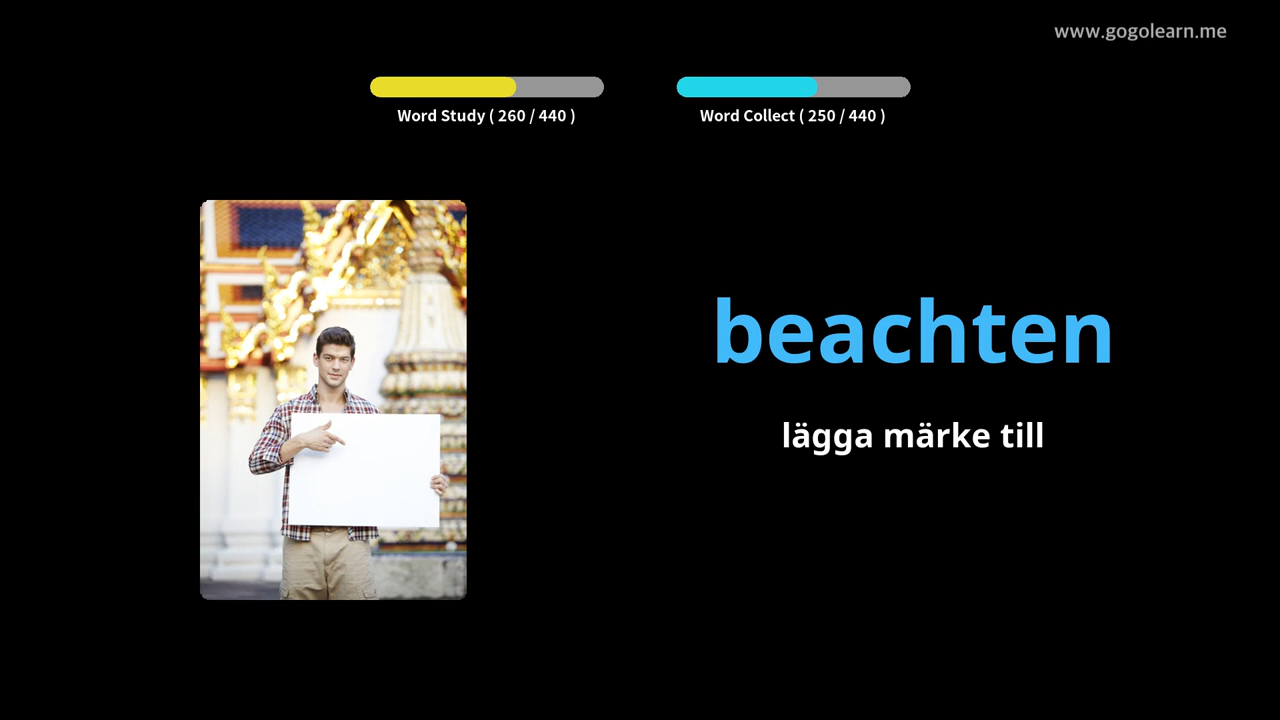 www.gogolearn.me
Word Study ( 260 / 440 )
Word Collect ( 250 / 440 )
beachten
lägga märke till